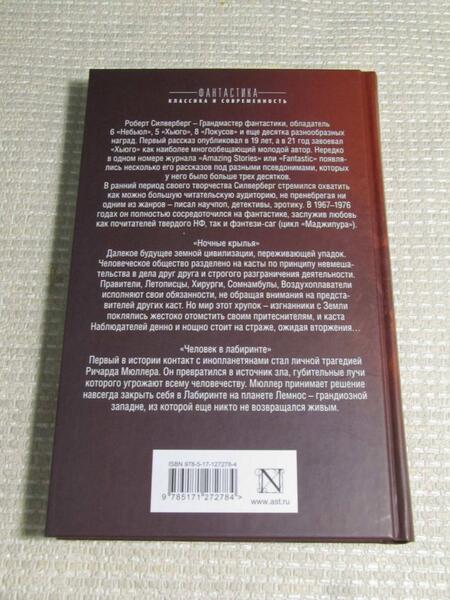 ФАНТАСТИКА
КЛАССИКА И СОВРЕМЕННОСТЬ
Роберт Силверберг – Грандмастер фантастики, обладатель
6 «Небьюл», 5 «Хьюго», 8 «Локусов» и еще десятка разнообразных
наград. Первый рассказ опубликовал в 19 лет, а в 21 год завоевал
«Хьюго» как наиболее многообещающий молодой автор. Нередко
в одном номере журнала «Amazing Stories» или «Fantastic» появля-
лись несколько его рассказов под разными псевдонимами, которых
у него было больше трех десятков.
В ранний период своего творчества Силверберг стремился охватить
как можно большую читательскую аудиторию, не пренебрегая ни
одним из жанров – писал научпоп, детективы, эротику. В 1967–1976
годах он полностью сосредоточился на фантастике, заслужив любовь
как почитателей твердого НФ, так и фэнтези-саг (цикл «Маджипура»).
«Ночные крылья»
Далекое будущее земной цивилизации, переживающей упадок.
Человеческое общество разделено на касты по принципу невмеша-
тельства в дела друг друга и строгого разграничения деятельности.
Правители, Летописцы, Хирурги, Сомнамбулы, Воздухоплаватели
исполняют свои обязанности, не обращая внимания на предста-
вителей других каст. Но мир этот хрупок – изгнанники с Земли
поклялись жестоко отомстить своим притеснителям, и каста
Наблюдателей денно и нощно стоит на страже, ожидая вторжения...
«Человек в лабиринте»
Первый в истории контакт с инопланетянами стал личной трагедией
Ричарда Мюллера. Он превратился в источник зла, губительные лучи
которого угрожают всему человечеству. Мюллер принимает решение
навсегда закрыть себя в Лабиринте на планете Лемнос – грандиозной
западне, из которой еще никто не возвращался живым.
ISBN 978-5-17-127278-4
9 785171 272784 >
N
www.ast.ru